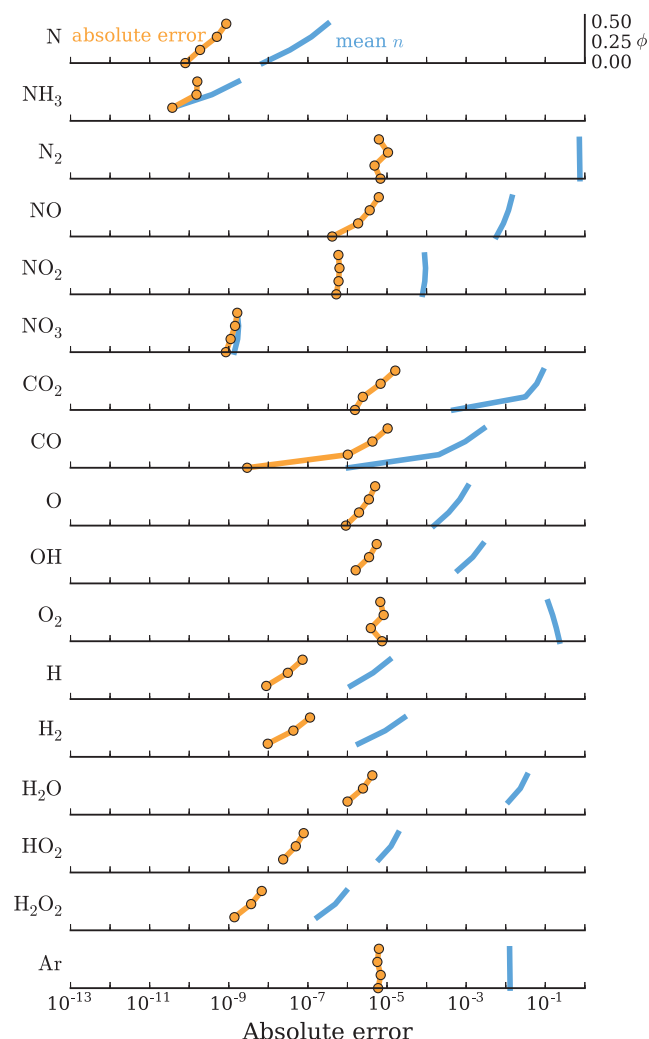 N absolute error mean n 0.50
0.25 ϕ
0.00
NH₃
N₂
NO
NO₂
NO₃
CO₂
CO
O
OH
O₂
H
H₂
H₂O
HO₂
H₂O₂
Ar
10⁻¹³ 10⁻¹¹ 10⁻⁹ 10⁻⁷ 10⁻⁵ 10⁻³ 10⁻¹
Absolute error